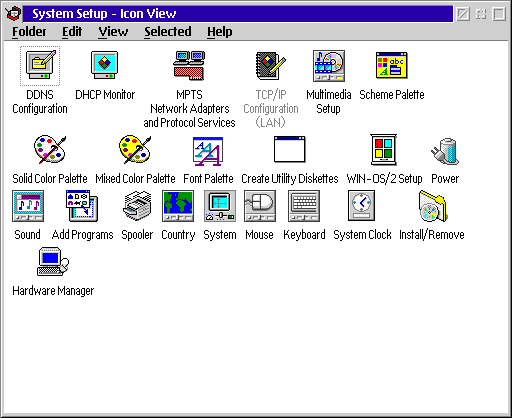 System Setup - Icon View
Folder Edit View Selected Help
DDNS Configuration
DHCP Monitor
MPTS
Network Adapters
and Protocol Services
TCP/IP
Configuration
(LAN)
Multimedia
Setup
Scheme Palette
Solid Color Palette
Mixed Color Palette
Font Palette
Create Utility Diskettes
WIN-OS/2 Setup
Power
Sound
Add Programs
Spooler
Country
System
Mouse
Keyboard
System Clock
Install/Remove
Hardware Manager